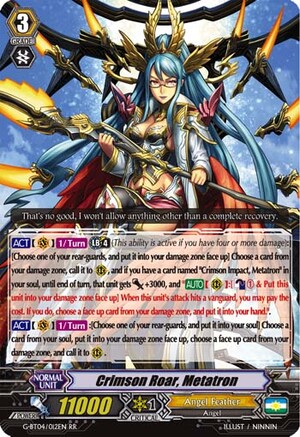 3
GRADE
That's no good, I won't allow anything other than a complete recovery.
ACT 1/Turn LB 4 (This ability is active if you have four or more damage):
[Choose one of your rear-guards, and put it into your damage zone face up] Choose a card from
your damage zone, and call it to , and if you have a card named "Crimson Impact, Metatron" in
your soul, until end of turn, that unit gets +3000, and "AUTO : [ 1 & Put this
unit into your damage zone face up] When this unit's attack hits a vanguard, you may pay the
cost. If you do, choose a face up card from your damage zone, and put it into your hand.".
ACT 1/Turn :[Choose one of your rear-guards, and put it into your soul] Choose a
card from your soul, put it into your damage zone face up, choose a face up card from your
damage zone, and call it to .
NORMAL
UNIT
Crimson Roar, Metatron
POWER
11000
1
CRITICAL
Angel Feather
Angel
G-BT04/012EN RR
ILLUST / NINNIN